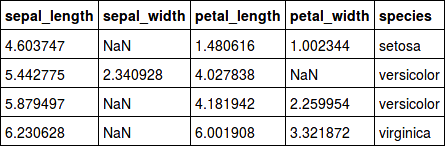 sepal_length sepal_width petal_length petal_width species
4.603747 NaN 1.480616 1.002344 setosa
5.442775 2.340928 4.027838 NaN versicolor
5.879497 NaN 4.181942 2.259954 versicolor
6.230628 NaN 6.001908 3.321872 virginica